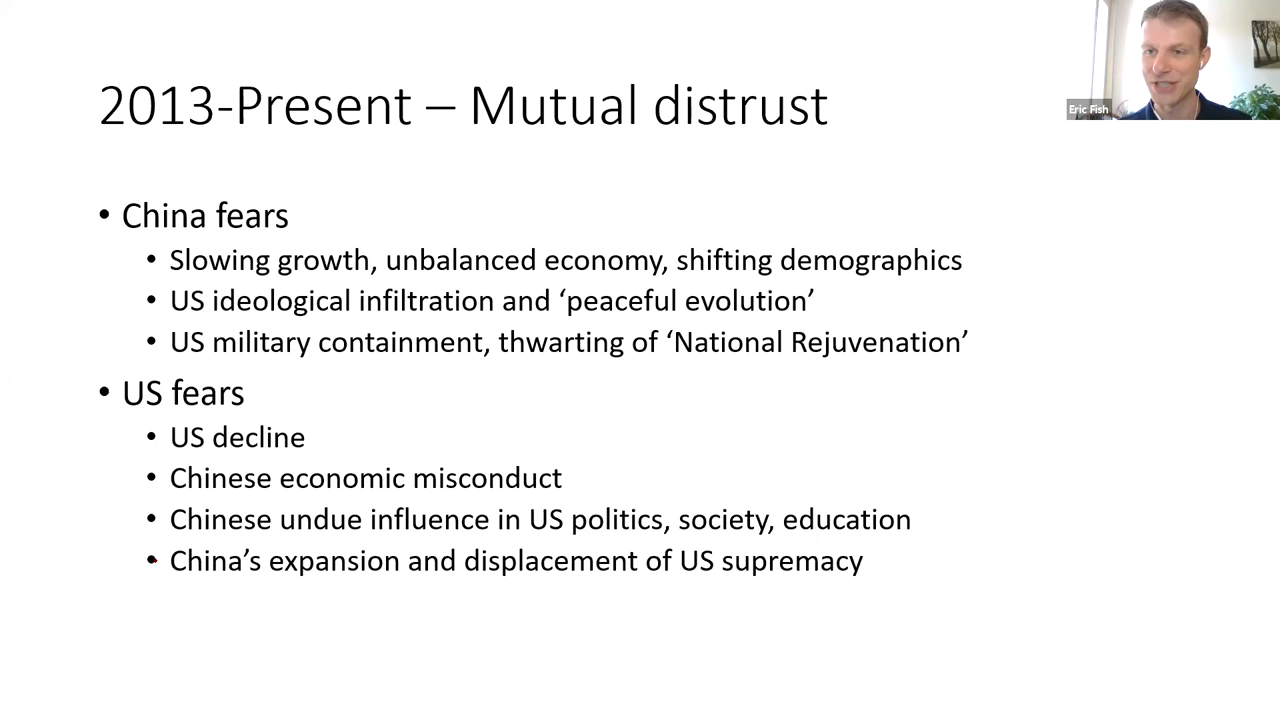 2013-Present – Mutual distrust
Eric Fish
• China fears
• Slowing growth, unbalanced economy, shifting demographics
• US ideological infiltration and ‘peaceful evolution’
• US military containment, thwarting of ‘National Rejuvenation’
• US fears
• US decline
• Chinese economic misconduct
• Chinese undue influence in US politics, society, education
• China’s expansion and displacement of US supremacy